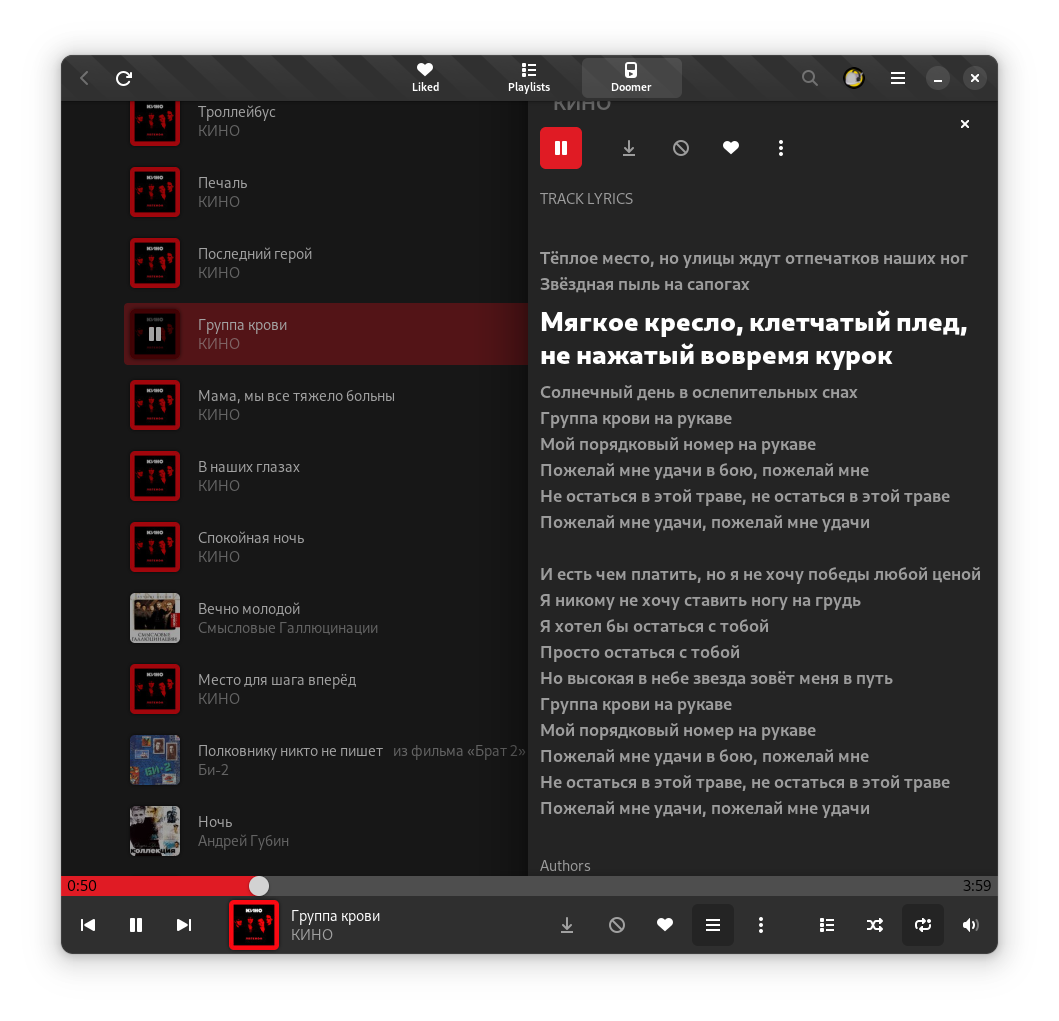 Liked
Playlists
Doomer
Троллейбус
КИНО
Печаль
КИНО
Последний герой
КИНО
Группа крови
КИНО
Мама, мы все тяжело больны
КИНО
В наших глазах
КИНО
Спокойная ночь
КИНО
Вечно молодой
Смысловые Галлюцинации
Место для шага вперёд
КИНО
Полковнику никто не пишет из фильма «Брат 2»
Би-2
Ночь
Андрей Губин
КИНО
TRACK LYRICS
Тёплое место, но улицы ждут отпечатков наших ног
Звёздная пыль на сапогах
Мягкое кресло, клетчатый плед,
не нажатый вовремя курок
Солнечный день в ослепительных снах
Группа крови на рукаве
Мой порядковый номер на рукаве
Пожелай мне удачи в бою, пожелай мне
Не остаться в этой траве, не остаться в этой траве
Пожелай мне удачи, пожелай мне удачи
И есть чем платить, но я не хочу победы любой ценой
Я никому не хочу ставить ногу на грудь
Я хотел бы остаться с тобой
Просто остаться с тобой
Но высокая в небе звезда зовёт меня в путь
Группа крови на рукаве
Мой порядковый номер на рукаве
Пожелай мне удачи в бою, пожелай мне
Не остаться в этой траве, не остаться в этой траве
Пожелай мне удачи, пожелай мне удачи
Authors
0:50
3:59
Группа крови
КИНО